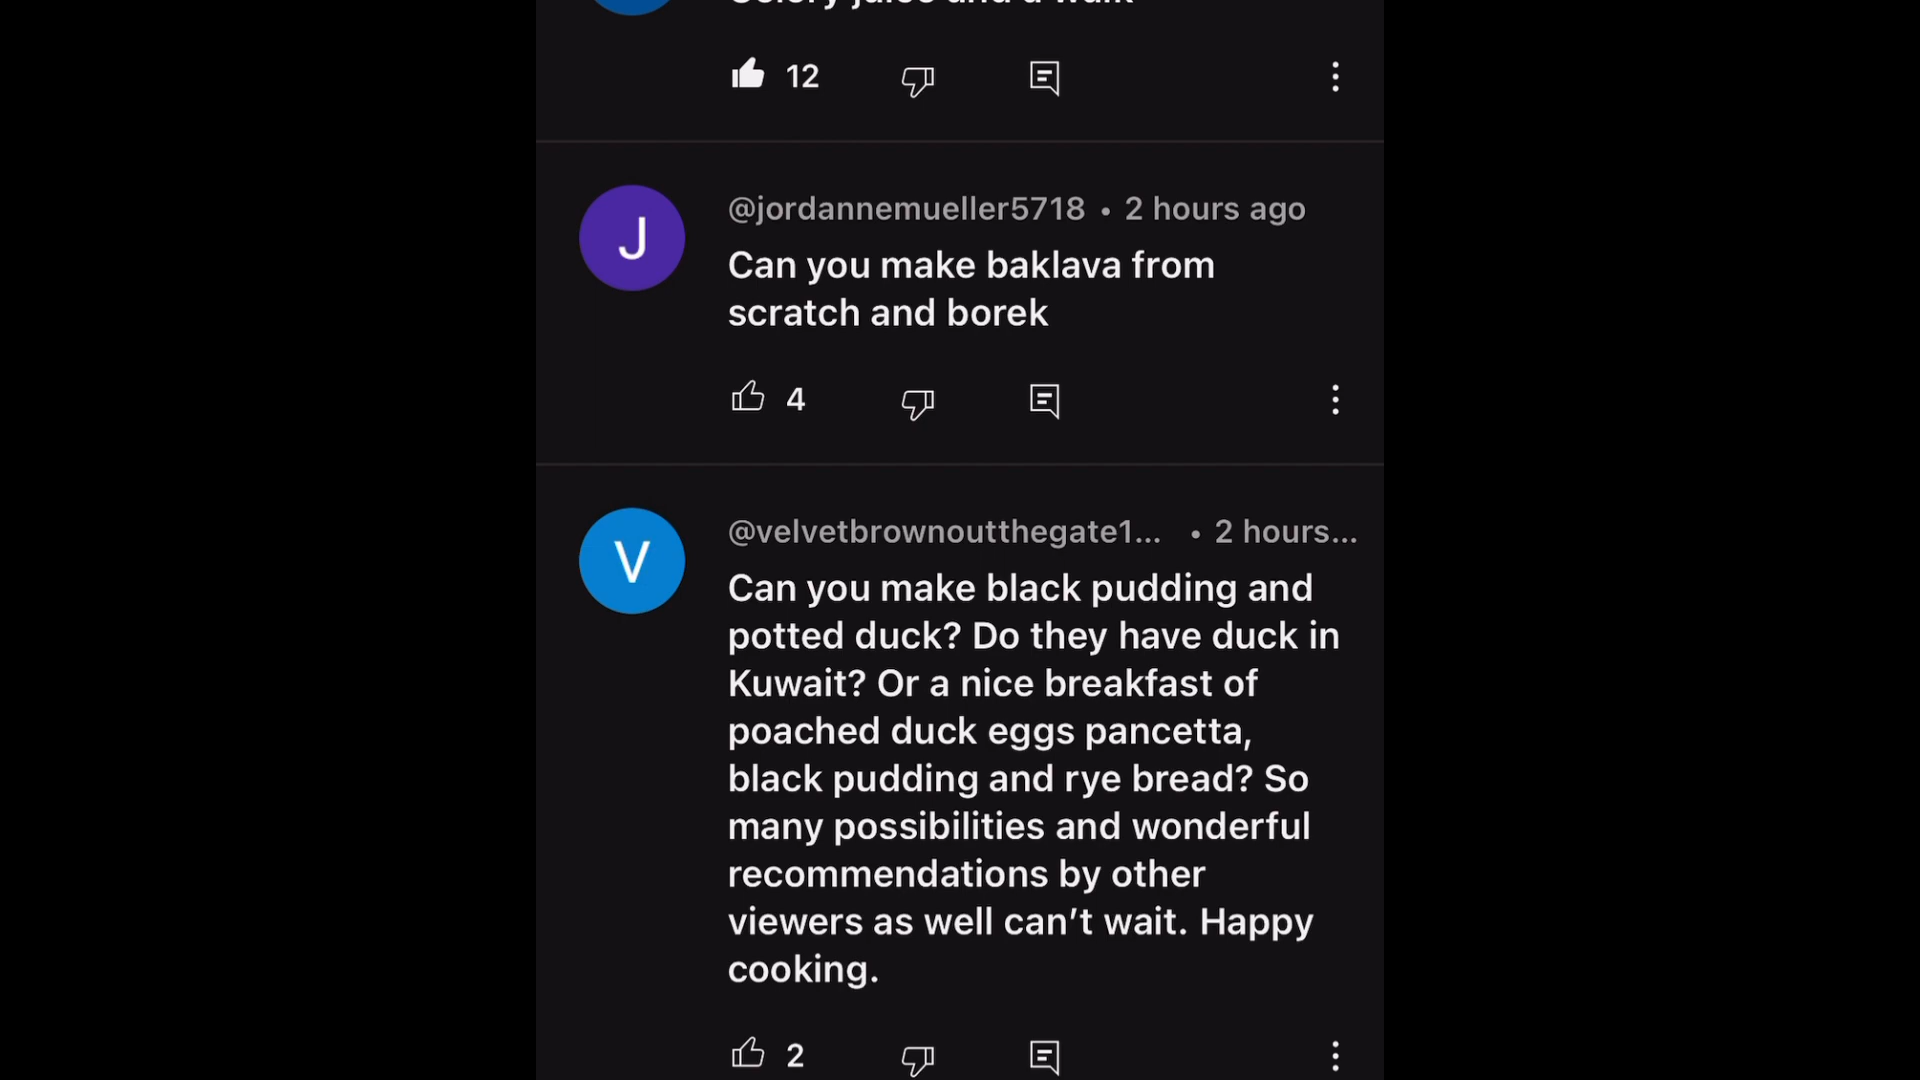 12
J
@jordannemueller5718 • 2 hours ago
Can you make baklava from
scratch and borek
4
V
@velvetbrownoutthegate1... • 2 hours...
Can you make black pudding and
potted duck? Do they have duck in
Kuwait? Or a nice breakfast of
poached duck eggs pancetta,
black pudding and rye bread? So
many possibilities and wonderful
recommendations by other
viewers as well can’t wait. Happy
cooking.
2